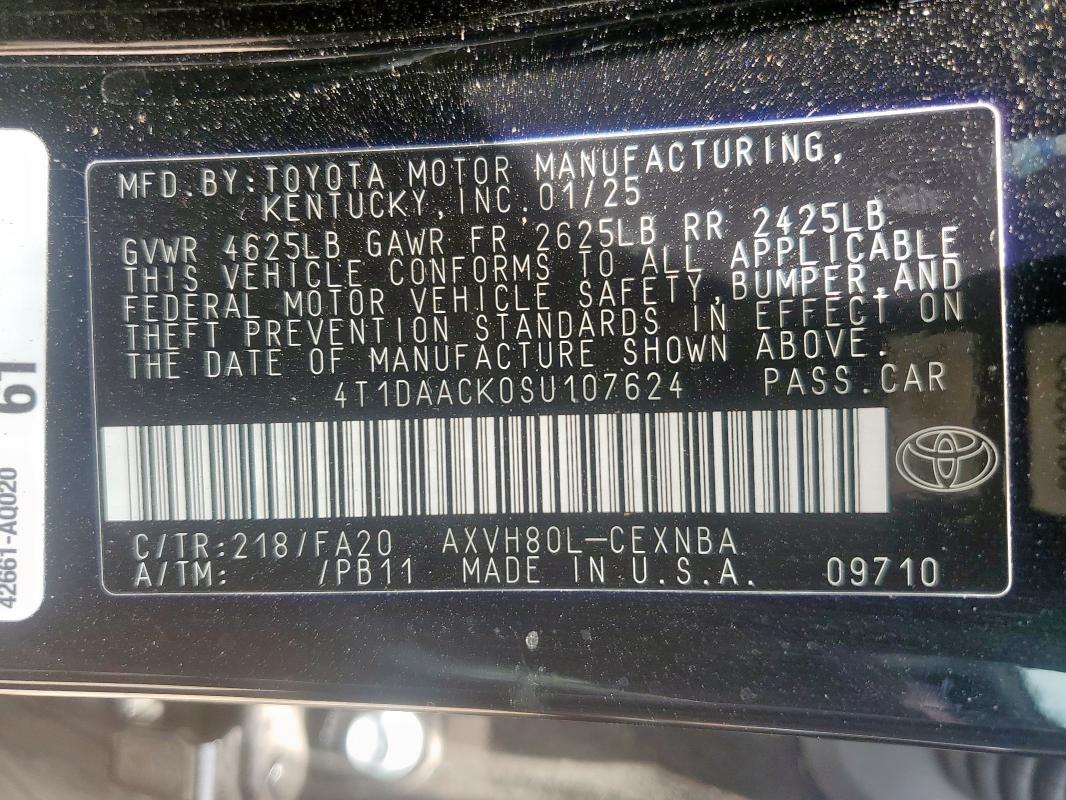 MFD. BY: TOYOTA MOTOR MANUFACTURING,
KENTUCKY, INC. 01/25
GVWR 4625LB GAWR FR 2625LB RR 2425LB
THIS VEHICLE CONFORMS TO ALL APPLICABLE
FEDERAL MOTOR VEHICLE SAFETY, BUMPER, AND
THEFT PREVENTION STANDARDS IN EFFECT ON
THE DATE OF MANUFACTURE SHOWN ABOVE.
4T1DAACK0SU107624 PASS. CAR
C/TR: 218/FA20 AXVH80L-CEXNBA
A/TM: /PB11 MADE IN U.S.A. 09710
61
42661-AQ020